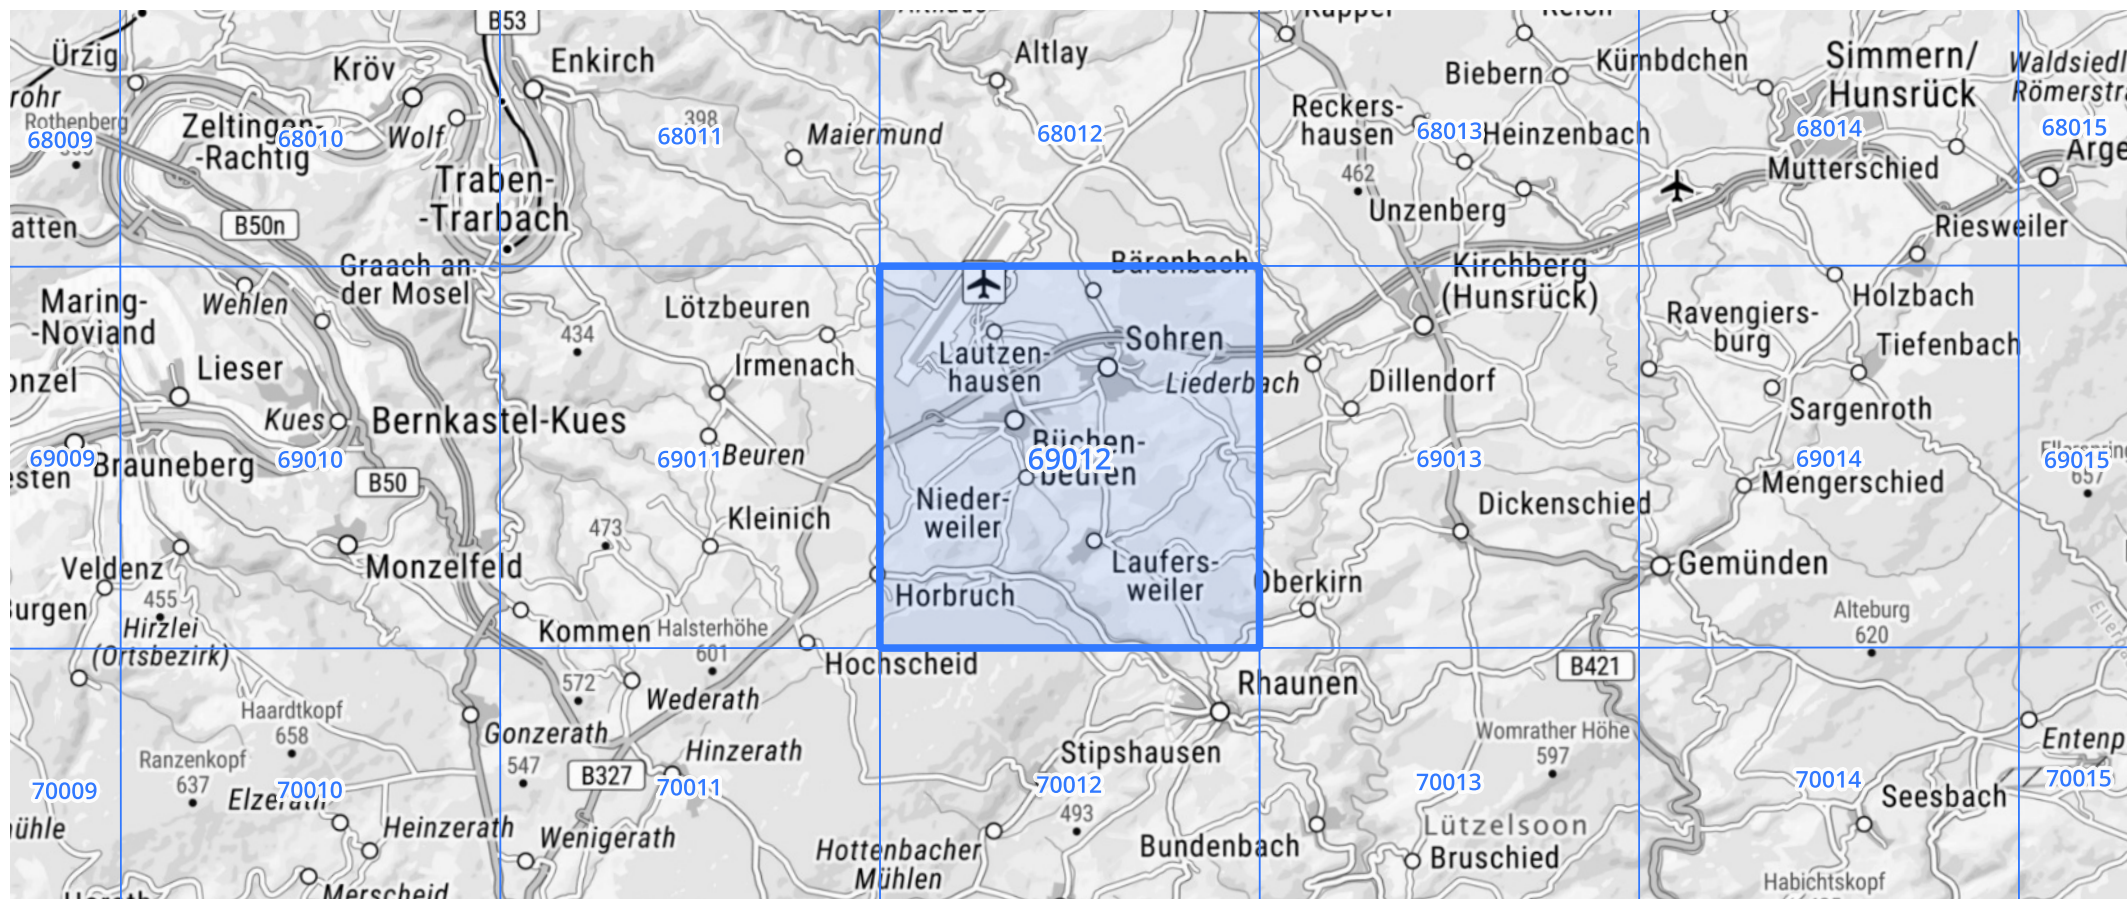 B53
Ürzig
Kröv
Enkirch
Altlay
Kümbdchen
Simmern/
Hunsrück
Biebern
Rothenberg
Zeltingen-
-Rachtig
Wolf
398
Maiermund
Reckers-
hausen
Heinzenbach
68009
68010
68011
68012
68013
68014
68015
Mutterschied
Traben-
-Trarbach
462
Unzenberg
Riesweiler
B50n
Graach an
der Mosel
Bärenbach
Kirchberg
(Hunsrück)
Maring-
-Noviand
Wehlen
Lötzbeuren
Holzbach
Ravengiers-
burg
434
Sohren
Tiefenbach
Lieser
Irmenach
Lautzen-
hausen
Liederbach
Dillendorf
Kues
Bernkastel-Kues
Sargenroth
Büchen-
beuren
Beuren
69009
69010
69011
69012
69013
69014
69015
Brauneberg
B50
657
Mengerschied
Nieder-
weiler
Dickenschied
473
Kleinich
Veldenz
Monzelfeld
Laufers-
weiler
Gemünden
455
Horbruch
Oberkirn
Alteburg
620
Hirzlei
(Ortsbezirk)
Kommen
Halsterhöhe
601
Hochscheid
B421
572
Wederath
Rhaunen
Haardtkopf
658
Gonzerath
Hinzerath
Stipshausen
Womrather Höhe
597
Ranzenkopf
637
547
B327
70009
70010
70011
70012
70013
70014
70015
Elzerath
Seesbach
493
Heinzerath
Wenigerath
Hottenbacher
Mühlen
Bundenbach
Lützelsoon
Bruschied
Merscheid
Habichtskopf